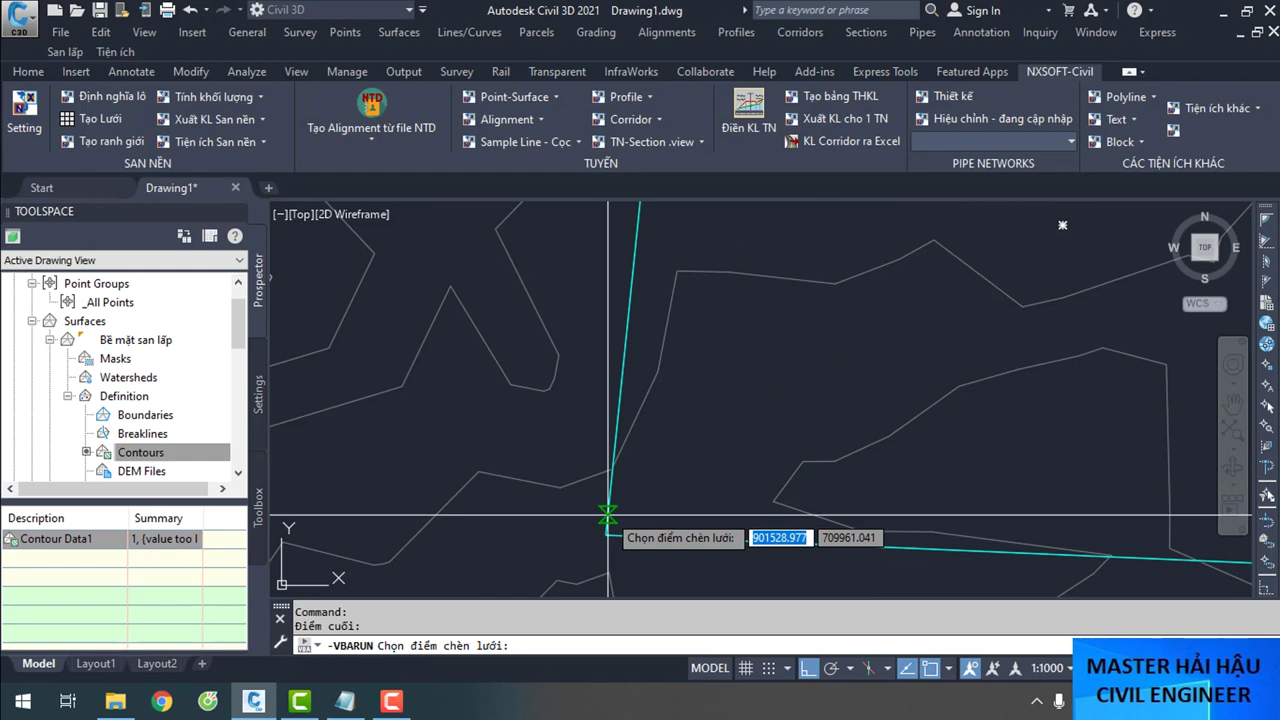 C3D
Civil 3D
Autodesk Civil 3D 2021 Drawing1.dwg
Type a keyword or phrase
Sign In
File Edit View Insert General Survey Points Surfaces Lines/Curves Parcels Grading Alignments Profiles Corridors Sections Pipes Annotation Inquiry Window Express
San lấp Tiện ích
Home Insert Annotate Modify Analyze View Manage Output Survey Rail Transparent InfraWorks Collaborate Help Add-ins Express Tools Featured Apps NXSOFT-Civil
Định nghĩa lô Tính khối lượng Point-Surface Profile Tạo bảng THKL Thiết kế Polyline
Tiện ích khác
Setting Tạo Lưới Xuất KL San nền NTD Tạo Alignment từ file NTD Alignment Corridor Điền KL TN Xuất KL cho 1 TN Hiệu chỉnh - đang cập nhập Text
Tạo ranh giới Tiện ích San nền Sample Line - Cọc TN-Section .view KL Corridor ra Excel Block
SAN NỀN TUYẾN PIPE NETWORKS CÁC TIỆN ÍCH KHÁC
Start Drawing1*
TOOLSPACE
[−][Top][2D Wireframe]
Active Drawing View
Point Groups
_All Points
Surfaces
Bề mặt san lấp
Masks
Watersheds
Definition
Boundaries
Breaklines
Contours
DEM Files
Prospector
Settings
Toolbox
Description Summary
Contour Data1 1, {value too l
N
W TOP E
S
WCS
Chọn điểm chèn lưới: 901528.977 709961.041
Y
X
Command:
Điểm cuối:
-VBARUN Chọn điểm chèn lưới:
Model Layout1 Layout2
MODEL 1:1000
MASTER HẢI HẬU
CIVIL ENGINEER